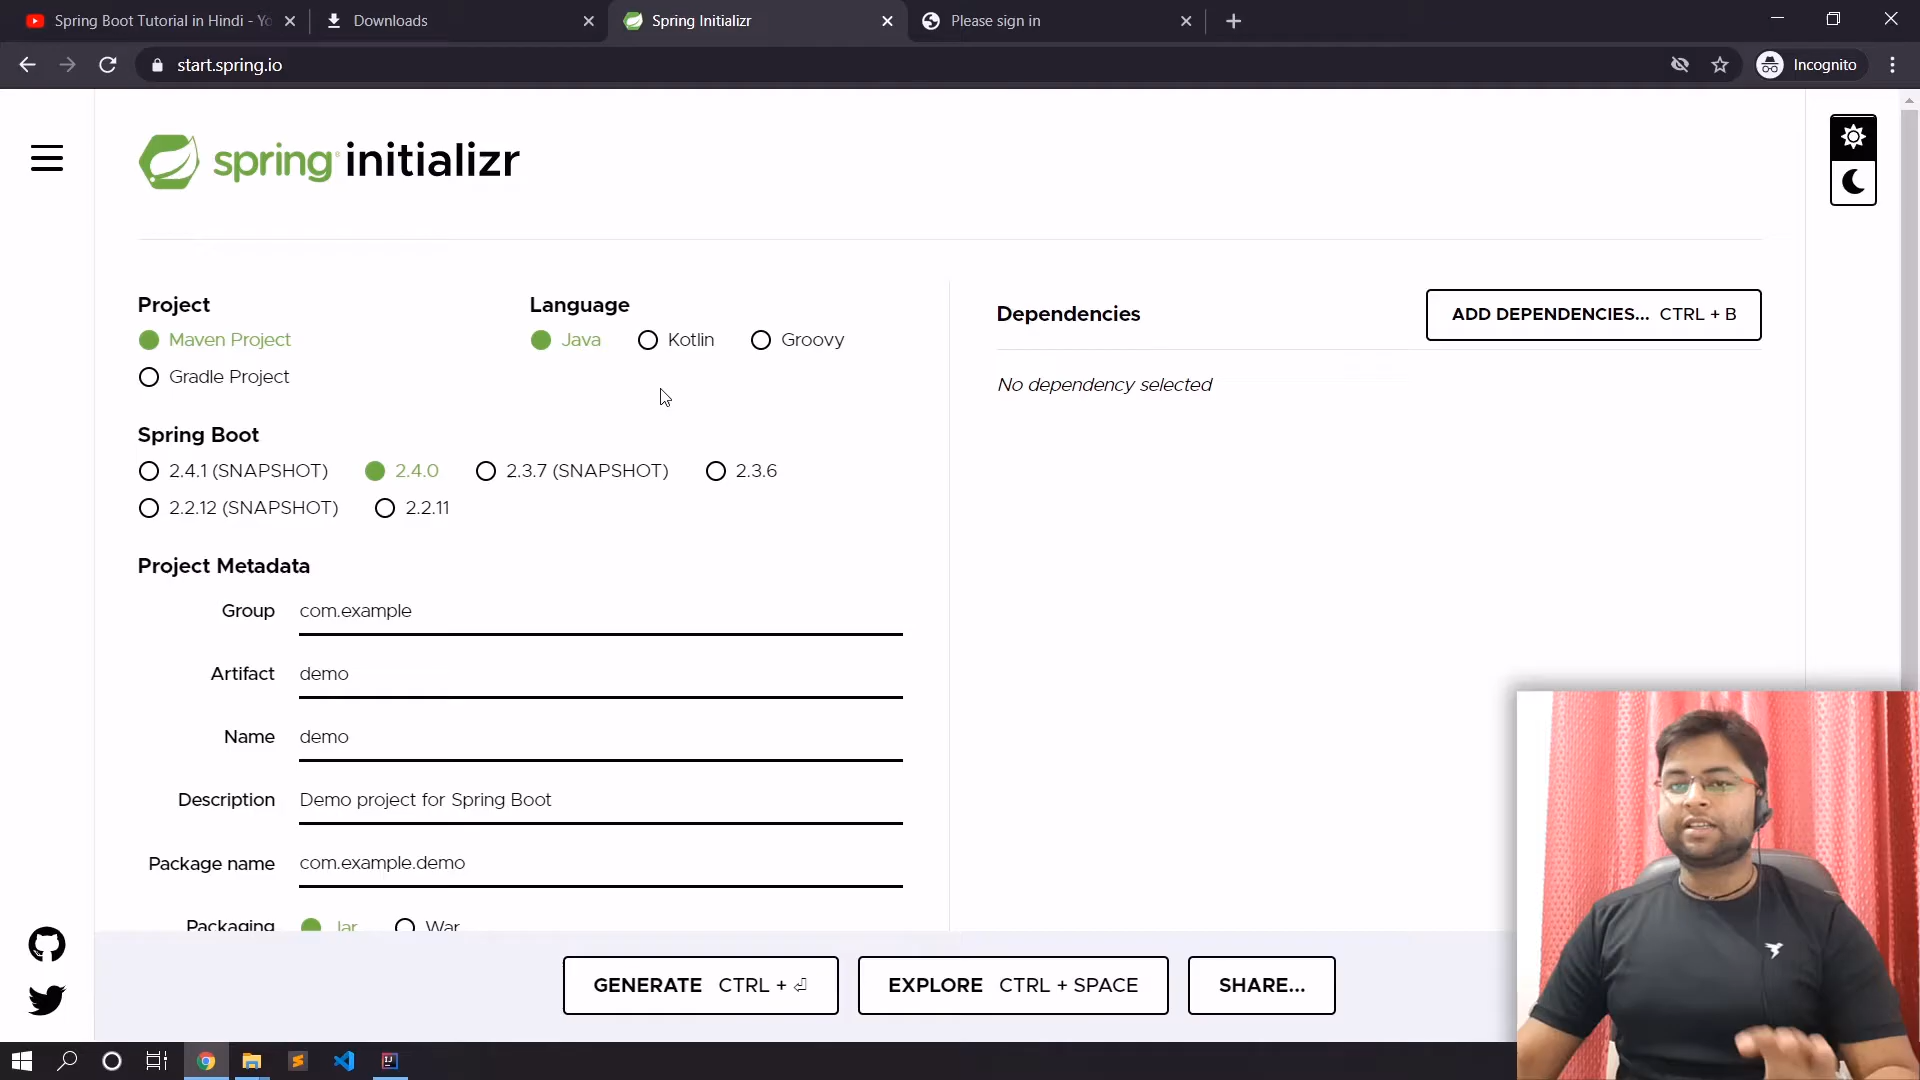 Spring Boot Tutorial in Hindi - Yo
Downloads
Spring Initializr
Please sign in
start.spring.io
Incognito
spring initializr
Project
Language
Maven Project
Java
Kotlin
Groovy
Gradle Project
Dependencies
ADD DEPENDENCIES... CTRL + B
No dependency selected
Spring Boot
2.4.1 (SNAPSHOT)
2.4.0
2.3.7 (SNAPSHOT)
2.3.6
2.2.12 (SNAPSHOT)
2.2.11
Project Metadata
Group com.example
Artifact demo
Name demo
Description Demo project for Spring Boot
Package name com.example.demo
Packaging Jar War
GENERATE CTRL + ⏎
EXPLORE CTRL + SPACE
SHARE...